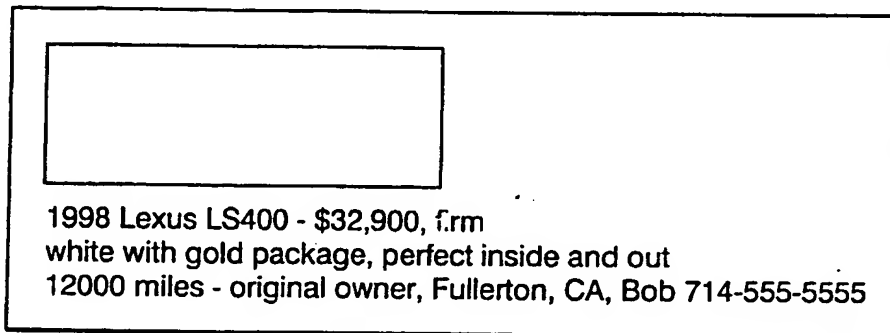 1998 Lexus LS400 - $32,900, firm
white with gold package, perfect inside and out
12000 miles - original owner, Fullerton, CA, Bob 714-555-5555